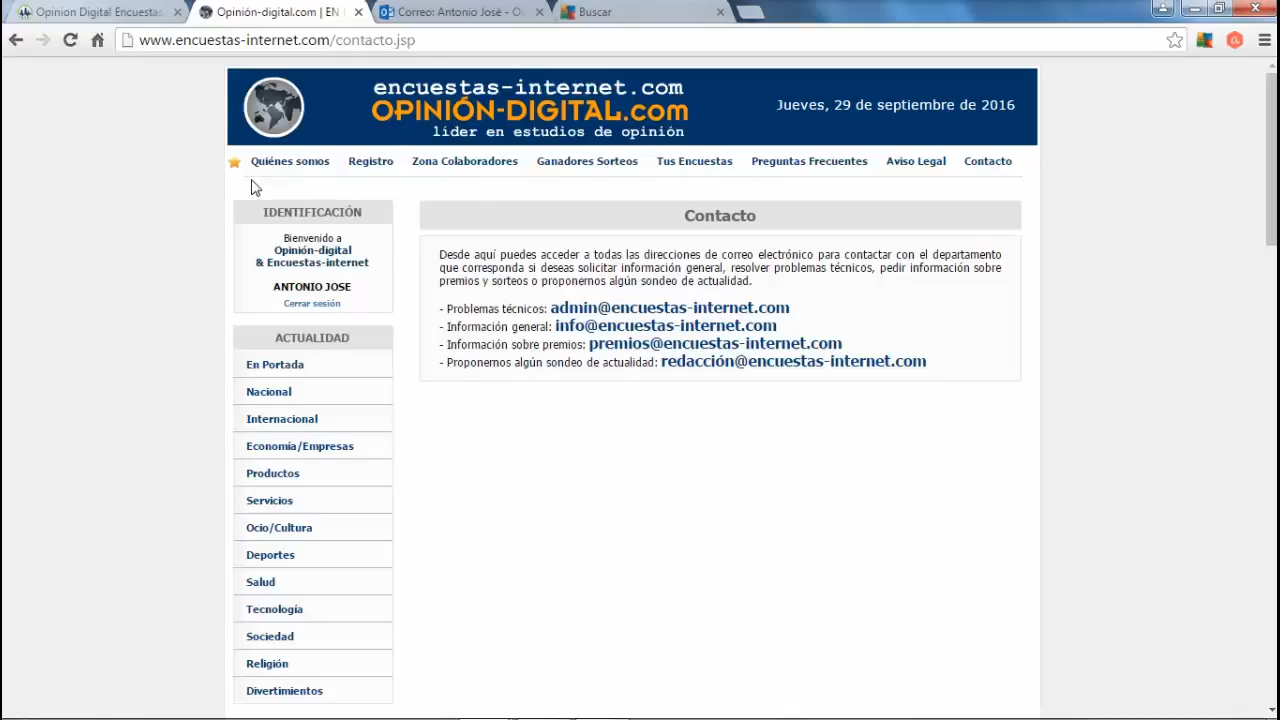 Opinion Digital Encuestas
Opinión-digital.com | EN
Correo: Antonio José - O
Buscar
www.encuestas-internet.com/contacto.jsp
encuestas-internet.com
OPINIÓN-DIGITAL.com
líder en estudios de opinión
Jueves, 29 de septiembre de 2016
Quiénes somos Registro Zona Colaboradores Ganadores Sorteos Tus Encuestas Preguntas Frecuentes Aviso Legal Contacto
IDENTIFICACIÓN
Bienvenido a
Opinión-digital
& Encuestas-internet
ANTONIO JOSE
Cerrar sesión
ACTUALIDAD
En Portada
Nacional
Internacional
Economía/Empresas
Productos
Servicios
Ocio/Cultura
Deportes
Salud
Tecnología
Sociedad
Religión
Divertimientos
Contacto
Desde aquí puedes acceder a todas las direcciones de correo electrónico para contactar con el departamento
que corresponda si deseas solicitar información general, resolver problemas técnicos, pedir información sobre
premios y sorteos o proponernos algún sondeo de actualidad.
- Problemas técnicos: admin@encuestas-internet.com
- Información general: info@encuestas-internet.com
- Información sobre premios: premios@encuestas-internet.com
- Proponernos algún sondeo de actualidad: redacción@encuestas-internet.com